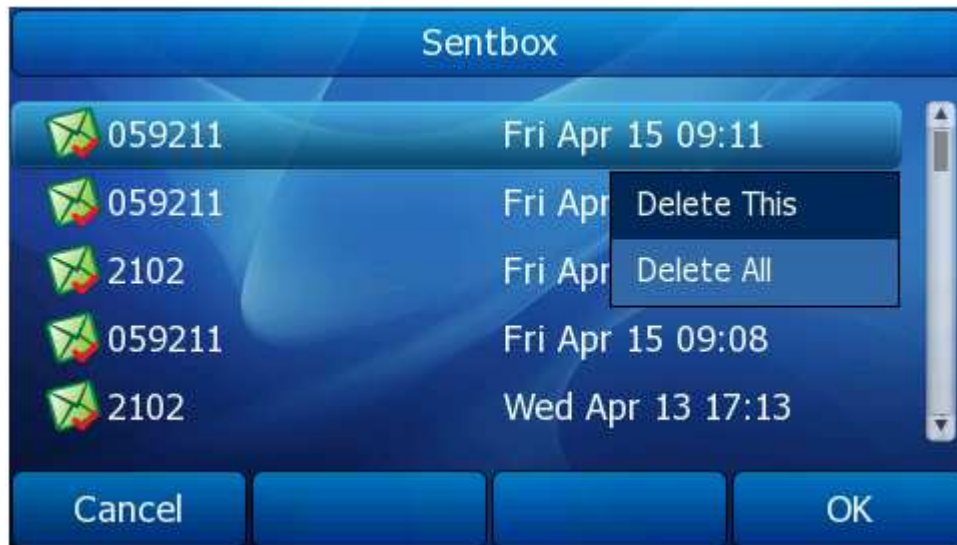 Sentbox
059211 Fri Apr 15 09:11
059211 Fri Apr
Delete This
2102 Fri Apr
Delete All
059211 Fri Apr 15 09:08
2102 Wed Apr 13 17:13
Cancel OK